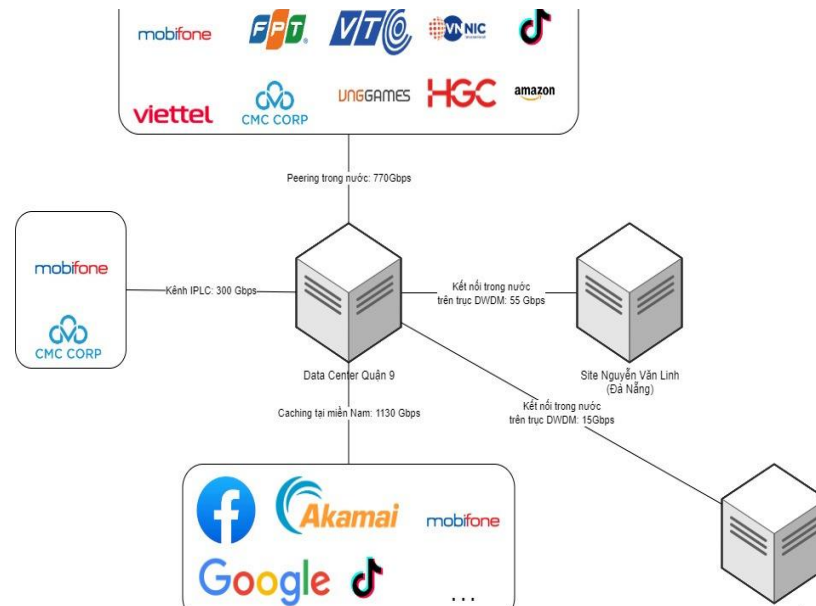 mobifone
FPT
VTC
VNNIC
viettel
CMC CORP
VNGGAMES
HGC
amazon
Peering trong nước: 770Gbps
mobifone
CMC CORP
Kênh IPLC: 300 Gbps
Kết nối trong nước
trên trục DWDM: 55 Gbps
Data Center Quận 9
Site Nguyễn Văn Linh
(Đà Nẵng)
Caching tại miền Nam: 1130 Gbps
Kết nối trong nước
trên trục DWDM: 15Gbps
Akamai
mobifone
Google
...